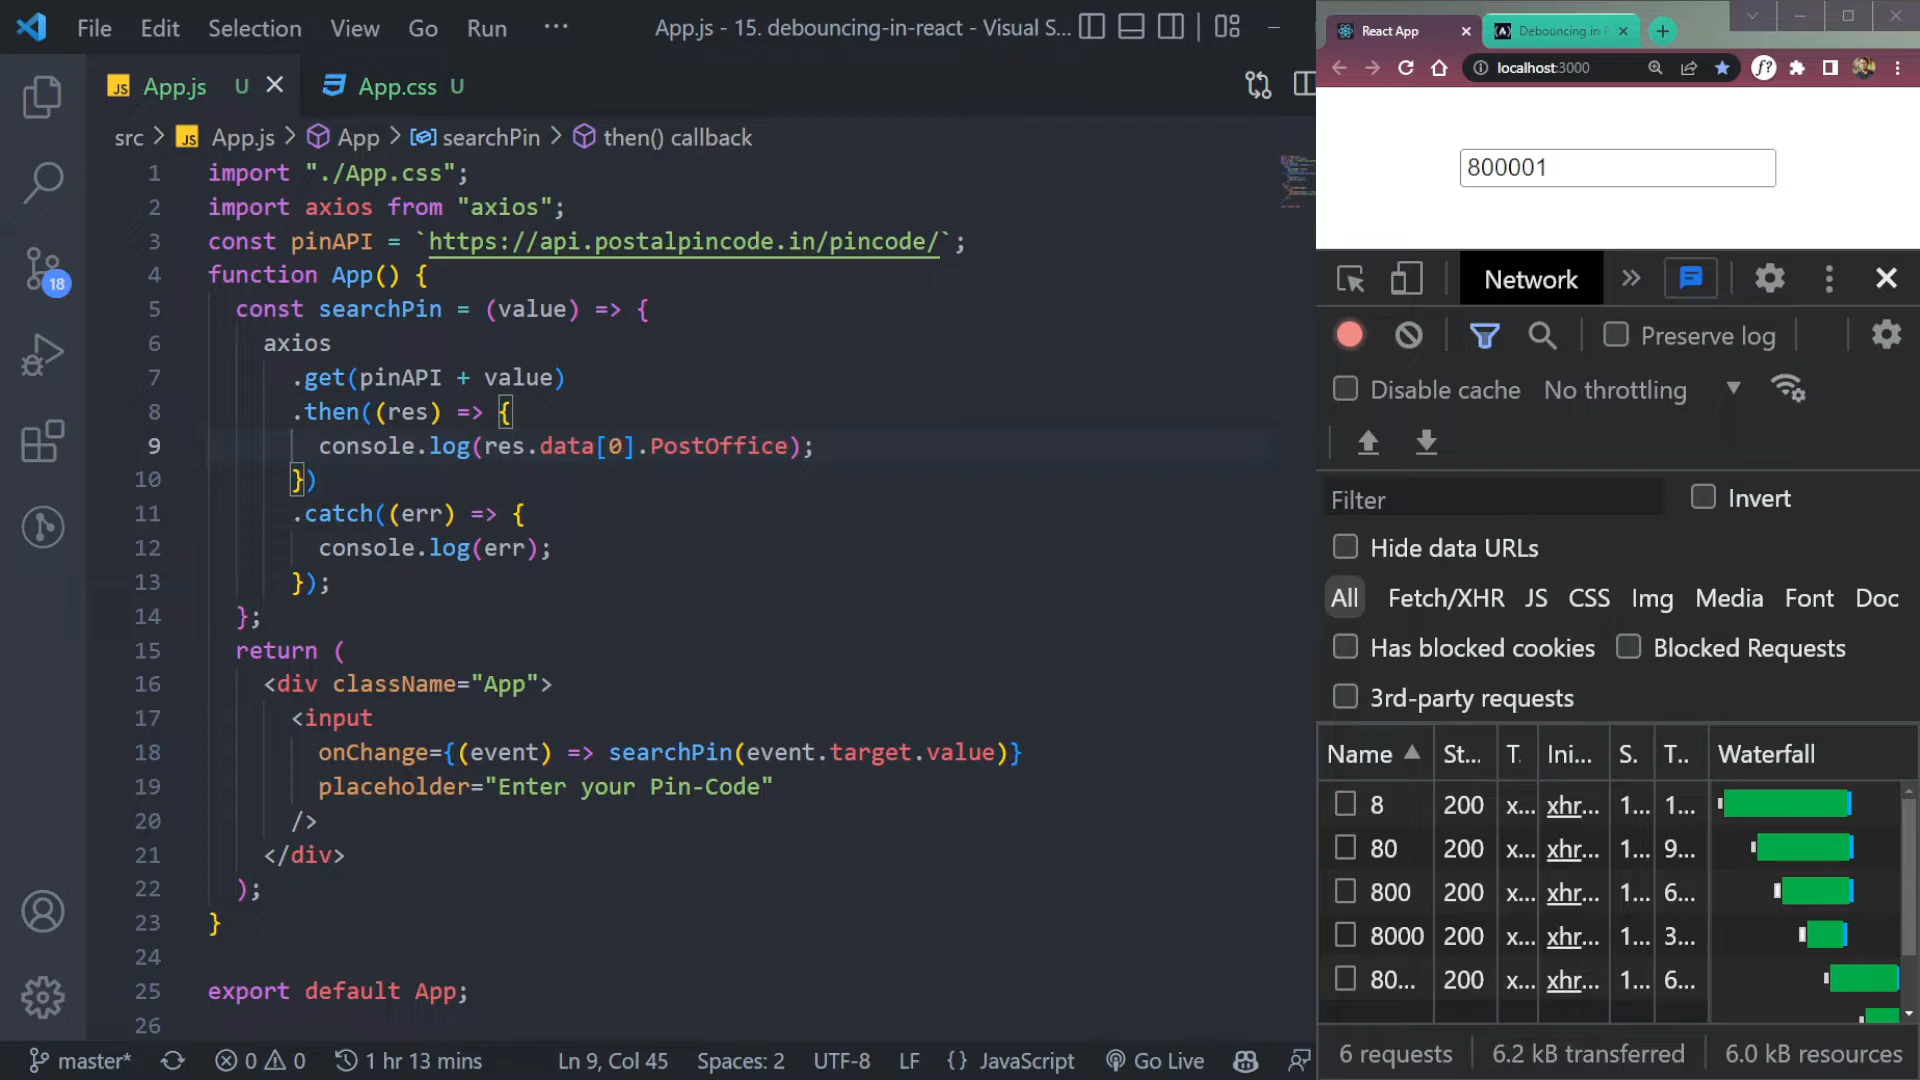 File Edit Selection View Go Run ··· App.js - 15. debouncing-in-react - Visual S...
App.js U
App.css U
src > App.js > App > searchPin > then() callback
1 import "./App.css";
2 import axios from "axios";
3 const pinAPI = `https://api.postalpincode.in/pincode/`;
4 function App() {
5 const searchPin = (value) => {
6 axios
7 .get(pinAPI + value)
8 .then((res) => {
9 console.log(res.data[0].PostOffice);
10 })
11 .catch((err) => {
12 console.log(err);
13 });
14 };
15 return (
16 <div className="App">
17 <input
18 onChange={(event) => searchPin(event.target.value)}
19 placeholder="Enter your Pin-Code"
20 />
21 </div>
22 );
23 }
24
25 export default App;
26
18
master* 0 0 1 hr 13 mins Ln 9, Col 45 Spaces: 2 UTF-8 LF {} JavaScript Go Live
React App
Debouncing in
localhost:3000
f?
800001
Network
Preserve log
Disable cache No throttling
Filter
Invert
Hide data URLs
All Fetch/XHR JS CSS Img Media Font Doc
Has blocked cookies Blocked Requests
3rd-party requests
Name St... T. Ini... S. T.. Waterfall
8 200 x... xhr... 1... 1...
80 200 x... xhr... 1... 9...
800 200 x... xhr... 1... 6...
8000 200 x... xhr... 1... 3...
80... 200 x... xhr... 1... 6...
6 requests 6.2 kB transferred 6.0 kB resources